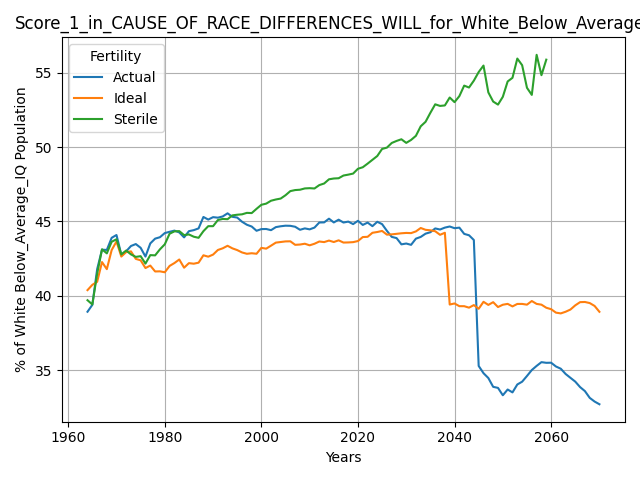 Score_1_in_CAUSE_OF_RACE_DIFFERENCES_WILL_for_White_Below_Average
Fertility
Actual
Ideal
Sterile
% of White Below_Average_IQ Population
55
50
45
40
35
1960
1980
2000
2020
2040
2060
Years